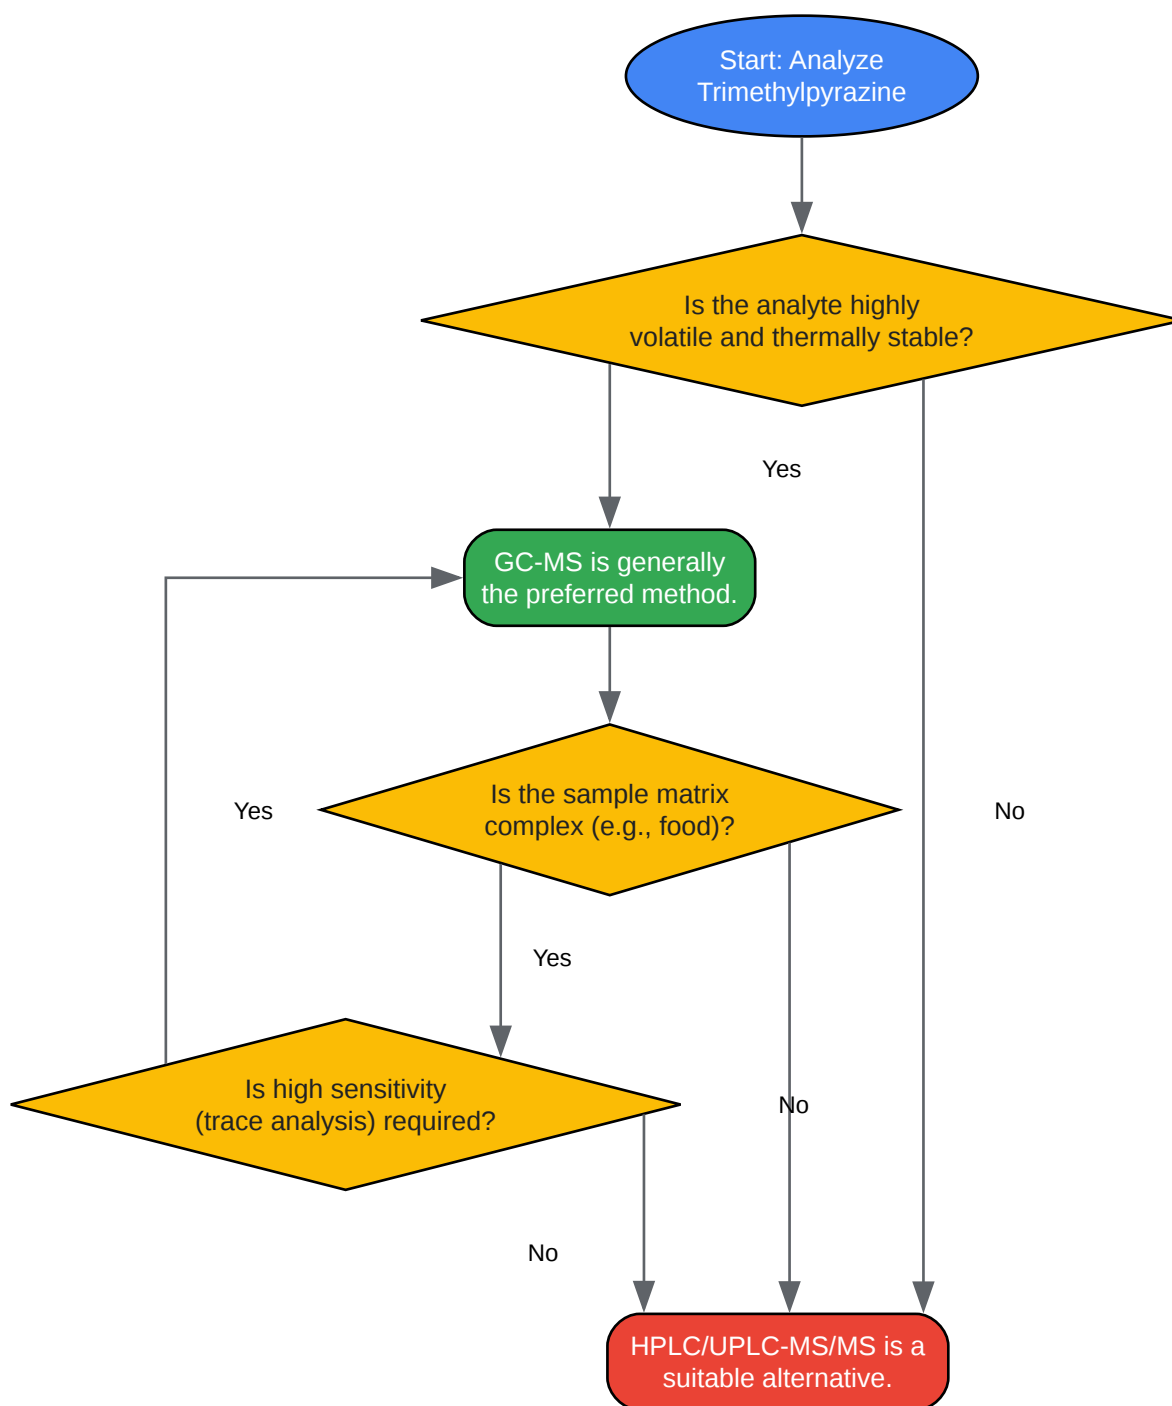 Start: Analyze
Trimethylpyrazine
Is the analyte highly
volatile and thermally stable?
Yes
GC-MS is generally
the preferred method.
Is the sample matrix
complex (e.g., food)?
Yes
No
Yes
Is high sensitivity
(trace analysis) required?
No
No
HPLC/UPLC-MS/MS is a
suitable alternative.